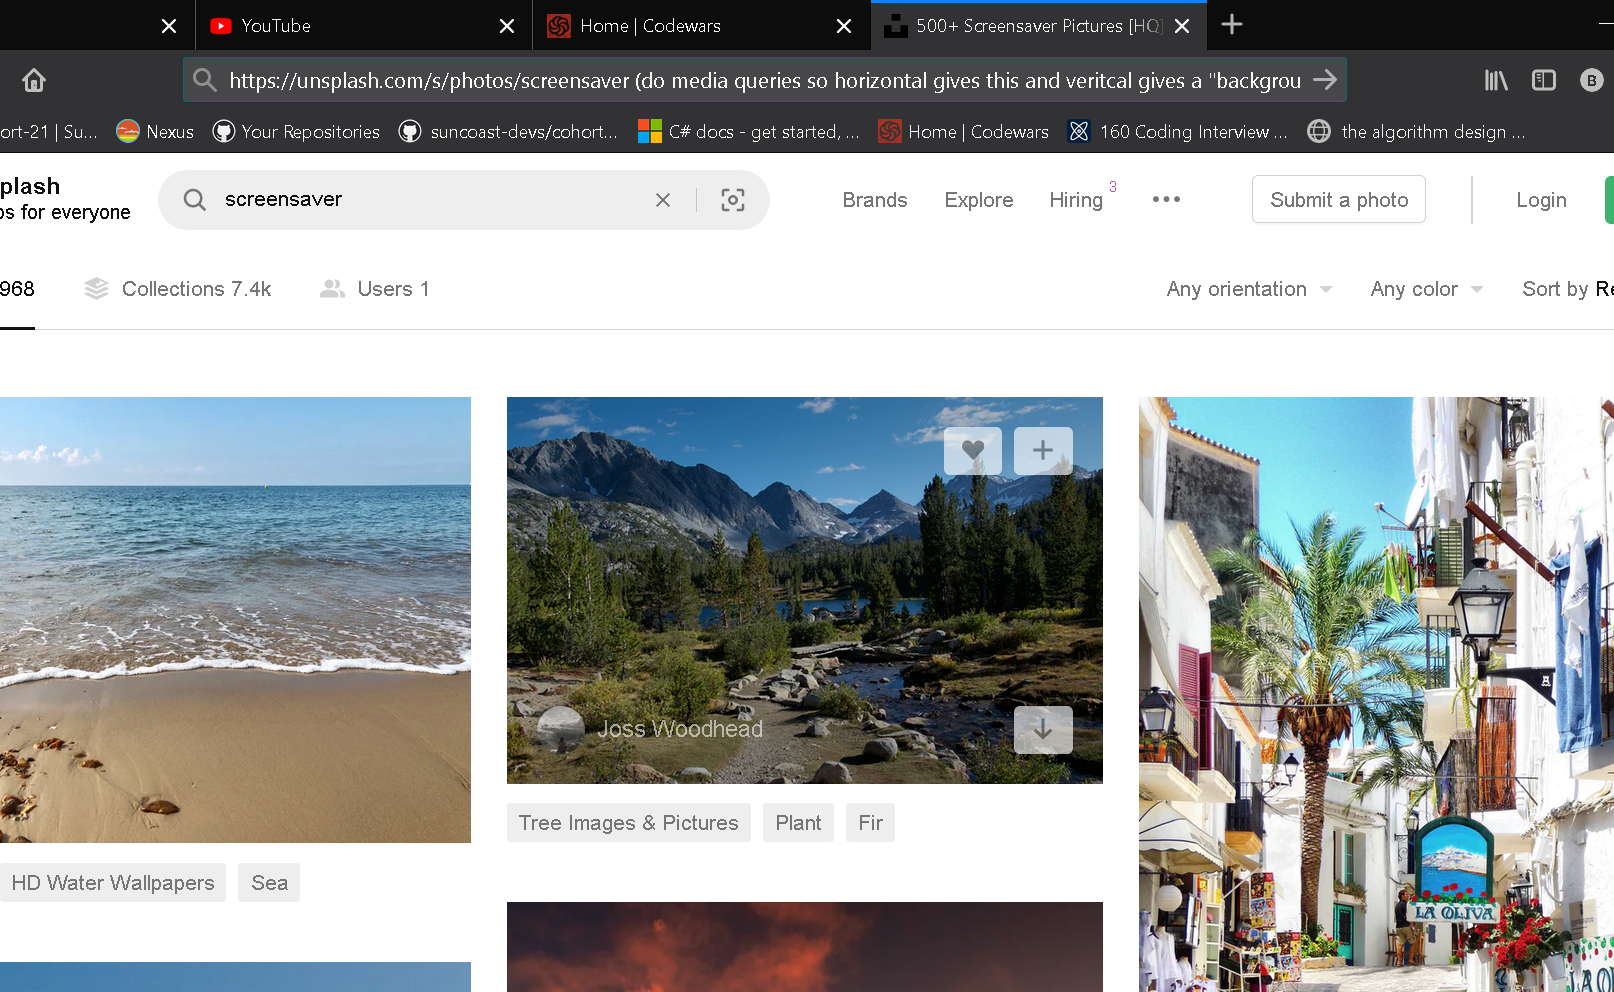 YouTube
Home | Codewars
500+ Screensaver Pictures [HQ]
https://unsplash.com/s/photos/screensaver (do media queries so horizontal gives this and veritcal gives a "backgrou
B
ort-21 | Su... Nexus Your Repositories suncoast-devs/cohort... C# docs - get started, ... Home | Codewars 160 Coding Interview ... the algorithm design ...
plash
os for everyone
screensaver
Brands Explore Hiring 3 Submit a photo Login
968 Collections 7.4k Users 1 Any orientation Any color Sort by Re
Joss Woodhead
Tree Images & Pictures Plant Fir
HD Water Wallpapers Sea
LA OLIVA